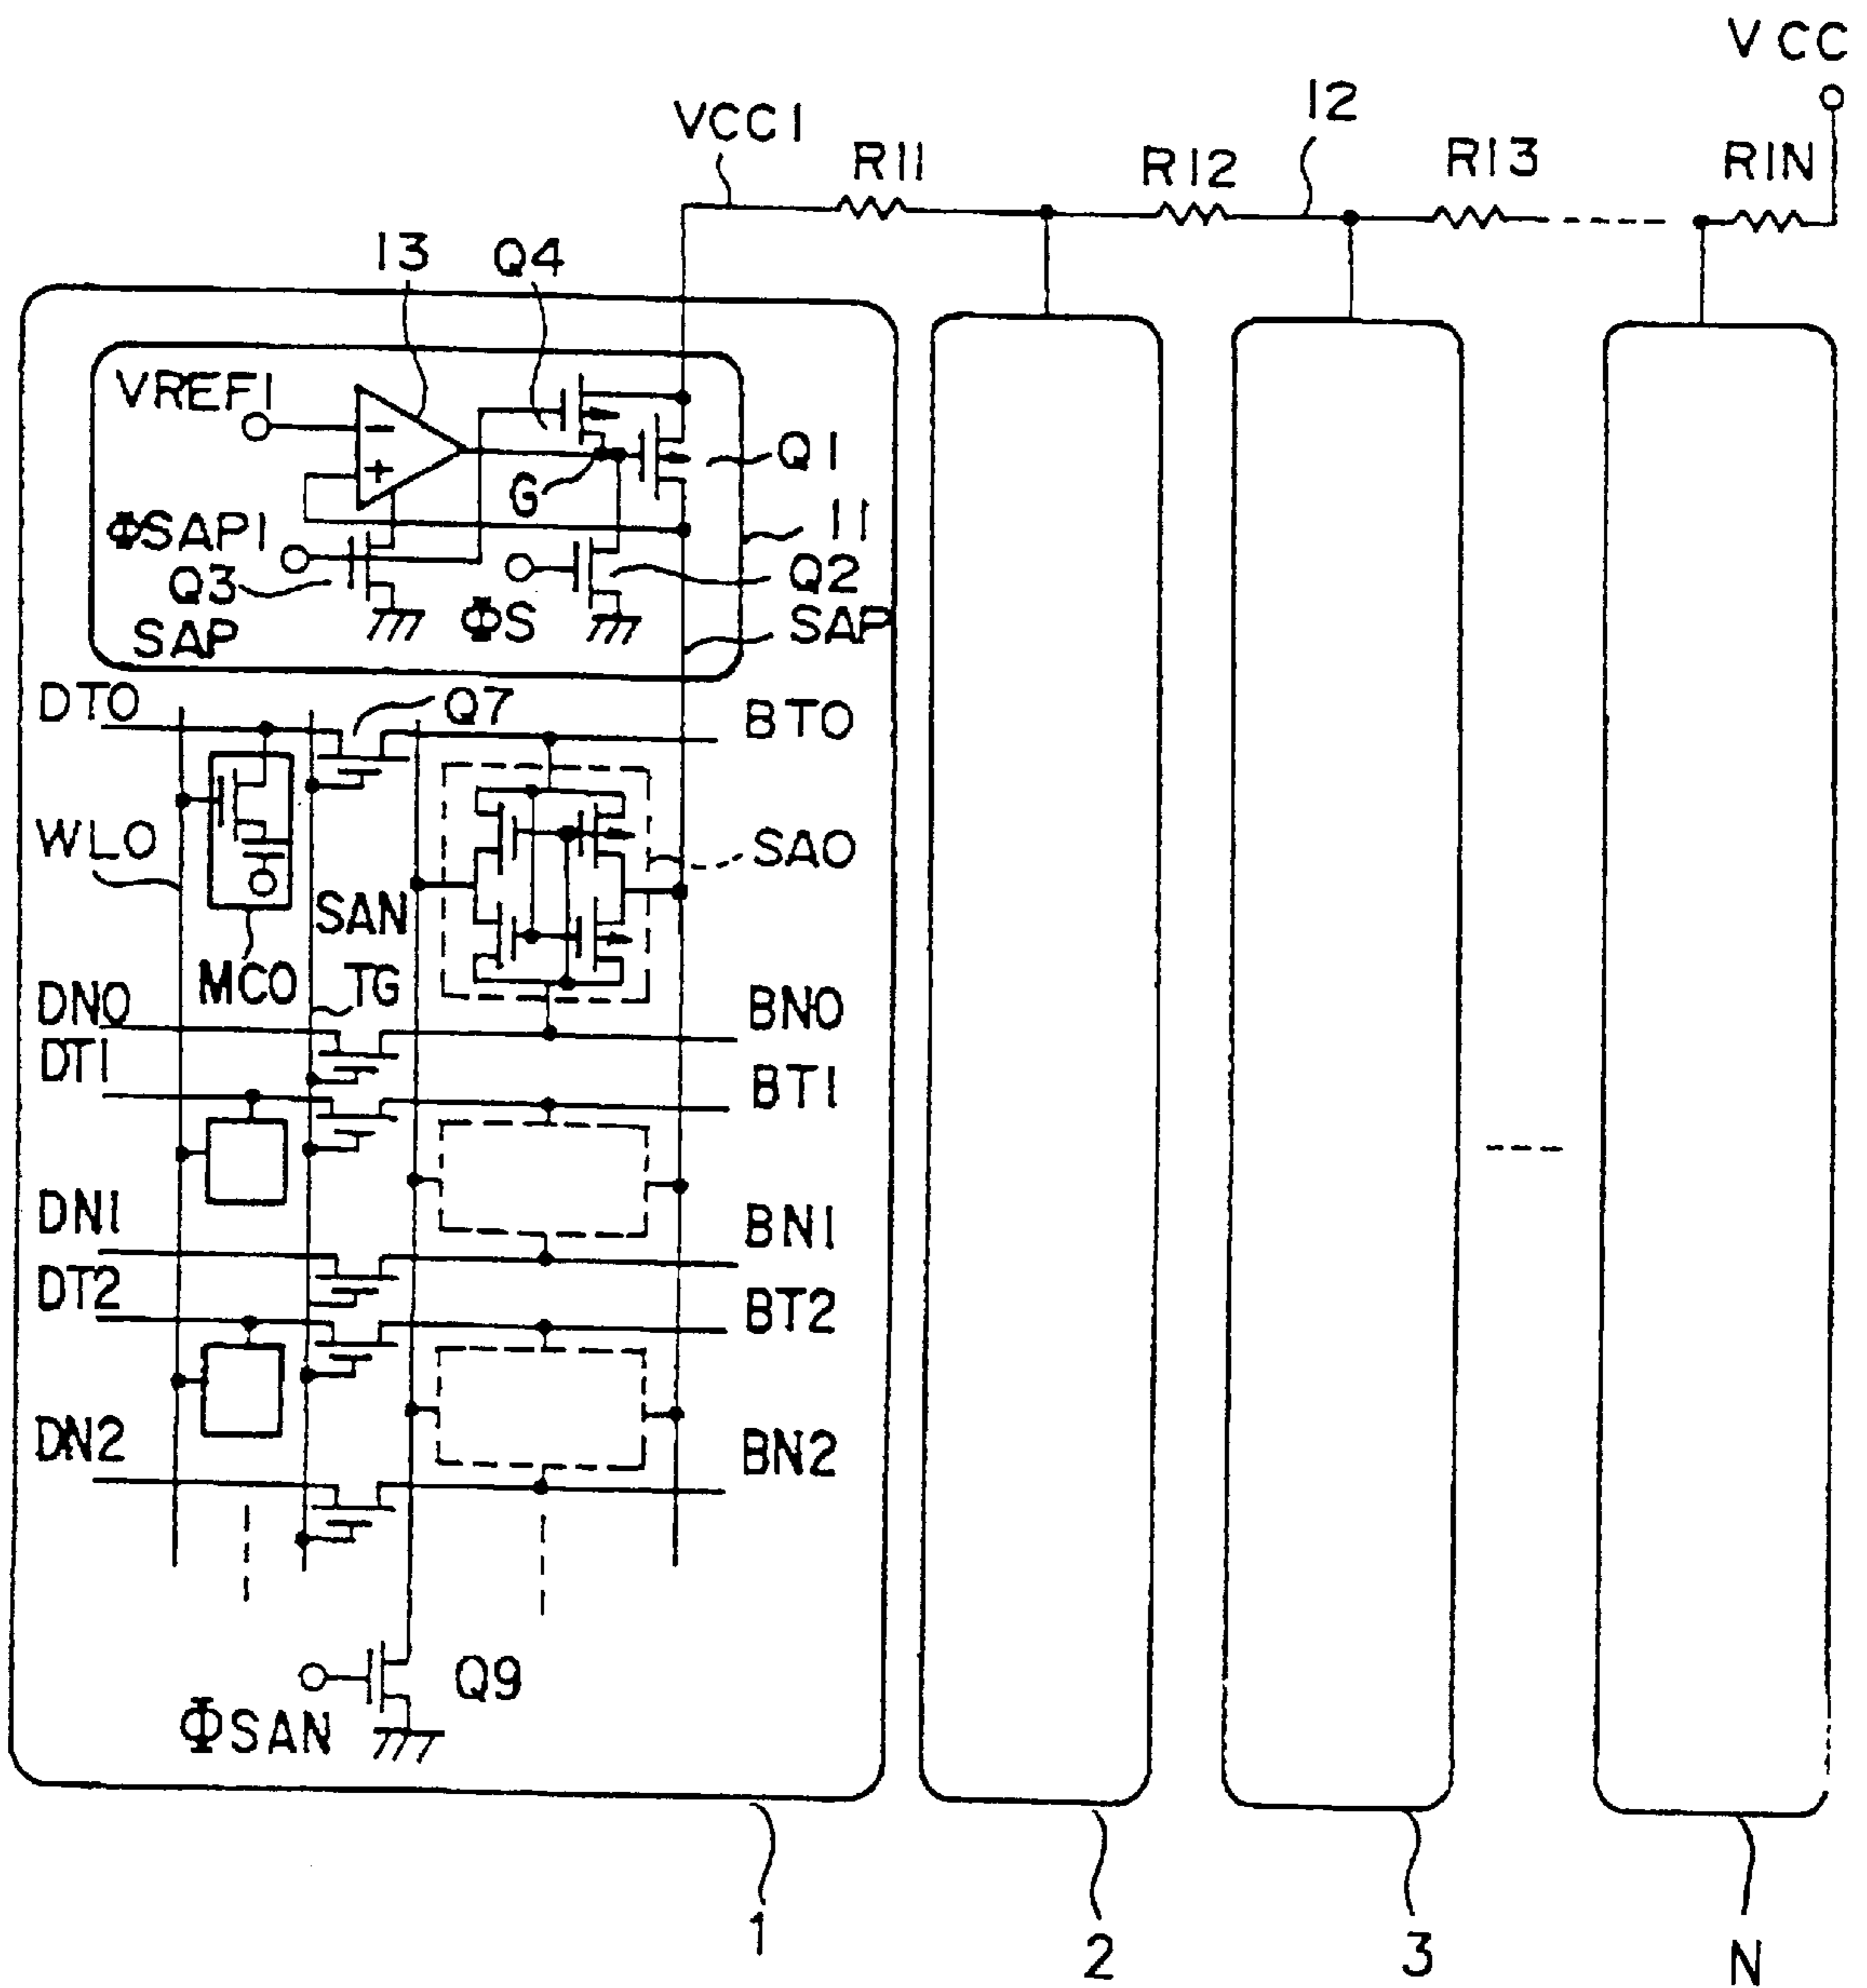 VCC
VCC1
R11
R12
12
R13
R1N
13
Q4
VREF1
-
+
G
Q1
11
ΦSAP1
Q3
ΦS
Q2
SAP
SAP
DT0
Q7
BT0
WL0
SAN
SA0
MC0
TG
DN0
BN0
DT1
BT1
DN1
BN1
DT2
BT2
DN2
BN2
Q9
ΦSAN
1
2
3
N